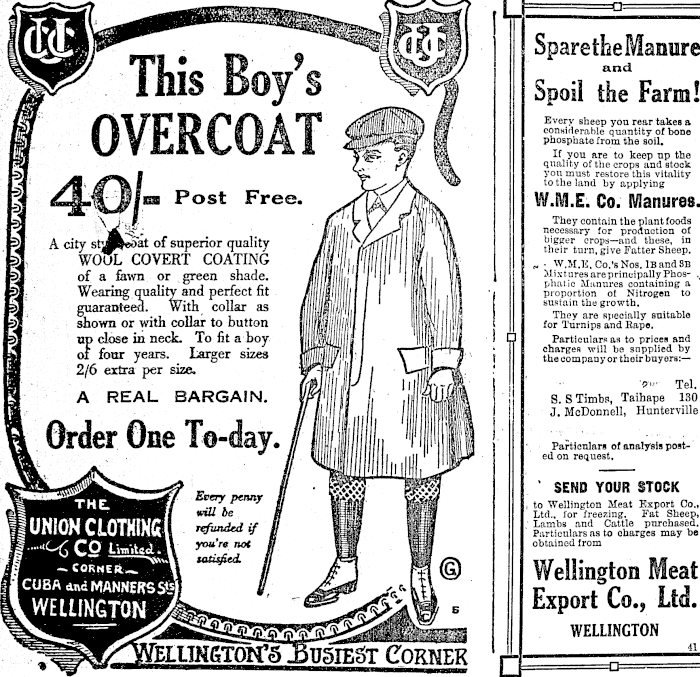 This Boy's
OVERCOAT
40/- Post Free.
A city coat of superior quality
WOOL COVERT COATING
of a fawn or green shade.
Wearing quality and perfect fit
guaranteed. With collar as
shown or with collar to button
up close in neck. To fit a boy
of four years. Larger sizes
2/6 extra per size.
A REAL BARGAIN.
Order One To-day.
Every penny
will be
refunded if
you're not
satisfied.
THE
UNION CLOTHING
CO Limited.
CORNER
CUBA and MANNERS Sts
WELLINGTON
G
5
WELLINGTON'S BUSIEST CORNER
Spare the Manure
and
Spoil the Farm!
Every sheep you rear takes a
considerable quantity of bone
phosphate from the soil.
If you are to keep up the
quality of the crops and stock
you must restore this vitality
to the land by applying
W.M.E. Co. Manures.
They contain the plant foods
necessary for production of
bigger crops—and these, in
their turn, give Fatter Sheep.
W.M.E. Co.'s Nos. 1B and 8B
Mixtures are principally Phos-
phatic Manures containing a
proportion of Nitrogen to
sustain the growth.
They are specially suitable
for Turnips and Rape.
Particulars as to prices and
charges will be supplied by
the company or their buyers:—
Tel.
S. S Timbs, Taihape 130
J. McDonnell, Hunterville
Particulars of analysis post-
ed on request.
SEND YOUR STOCK
to Wellington Meat Export Co.,
Ltd., for freezing. Fat Sheep,
Lambs and Cattle purchased.
Particulars as to charges may be
obtained from
Wellington Meat
Export Co., Ltd.
WELLINGTON
41